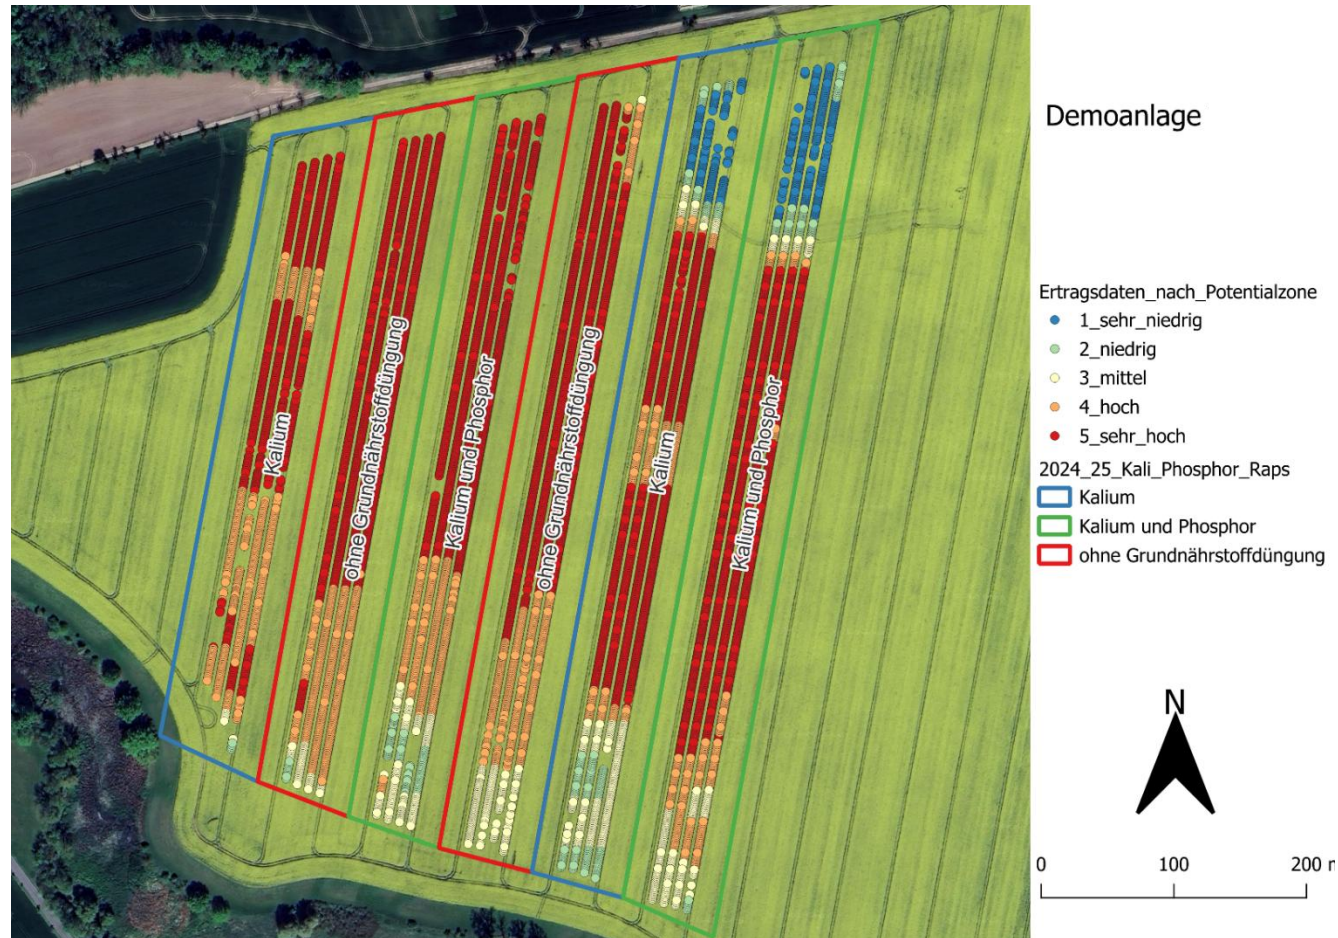 Demoanlage
Ertragsdaten_nach_Potentialzone
1_sehr_niedrig
2_niedrig
3_mittel
4_hoch
5_sehr_hoch
2024_25_Kali_Phosphor_Raps
Kalium
Kalium und Phosphor
ohne Grundnährstoffdüngung
Kalium
ohne Grundnährstoffdüngung
Kalium und Phosphor
ohne Grundnährstoffdüngung
Kalium
Kalium und Phosphor
N
0 100 200 m